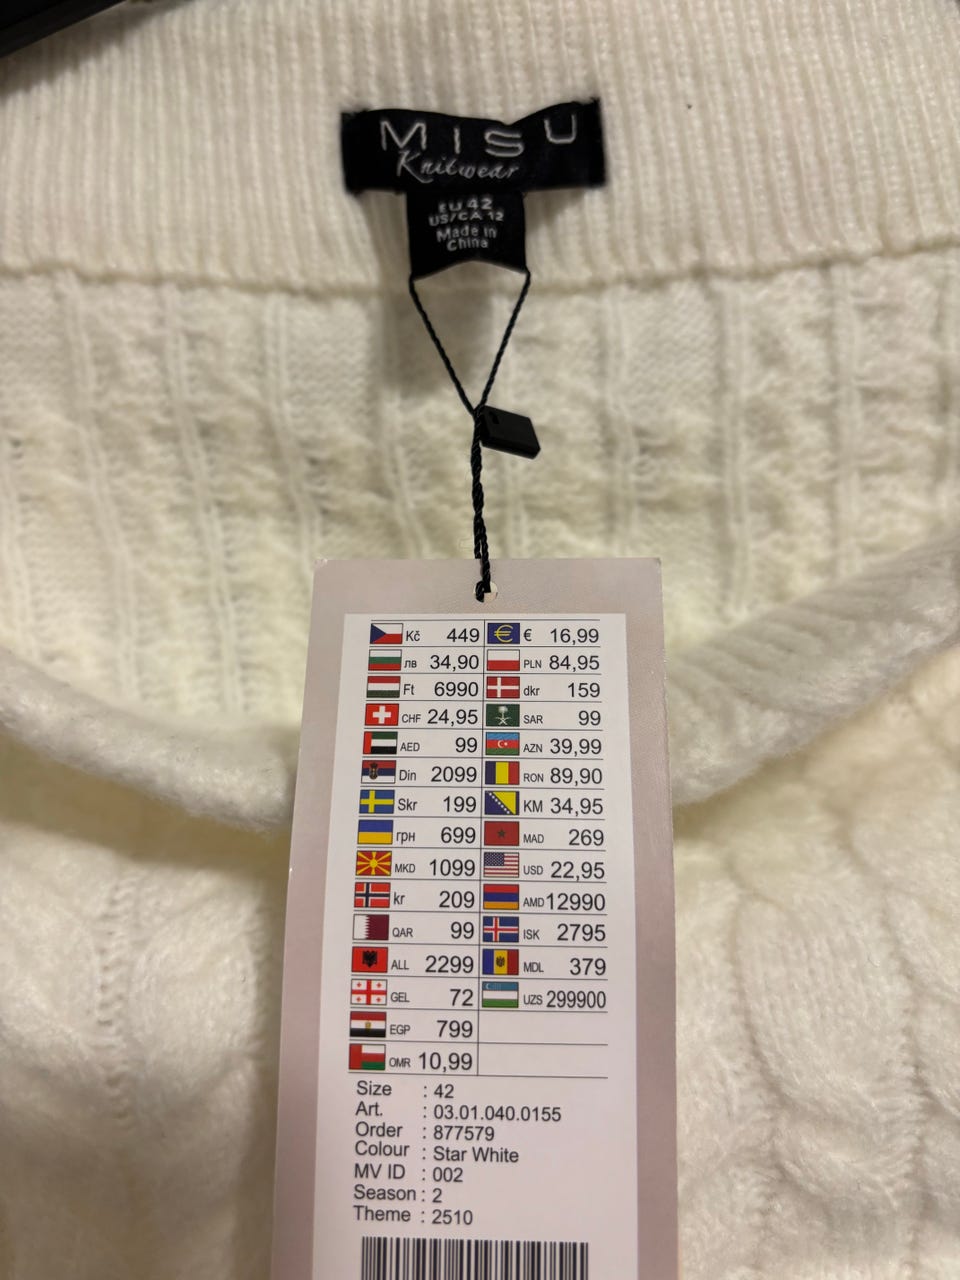 MISU
Knitwear
EU 42
US/CA 12
Made in
China
Kč 449 € 16,99
лв 34,90 PLN 84,95
Ft 6990 dkr 159
CHF 24,95 SAR 99
AED 99 AZN 39,99
Din 2099 RON 89,90
Skr 199 KM 34,95
грн 699 MAD 269
MKD 1099 USD 22,95
kr 209 AMD 12990
QAR 99 ISK 2795
ALL 2299 MDL 379
GEL 72 UZS 299900
EGP 799
OMR 10,99
Size : 42
Art. : 03.01.040.0155
Order : 877579
Colour : Star White
MV ID : 002
Season : 2
Theme : 2510